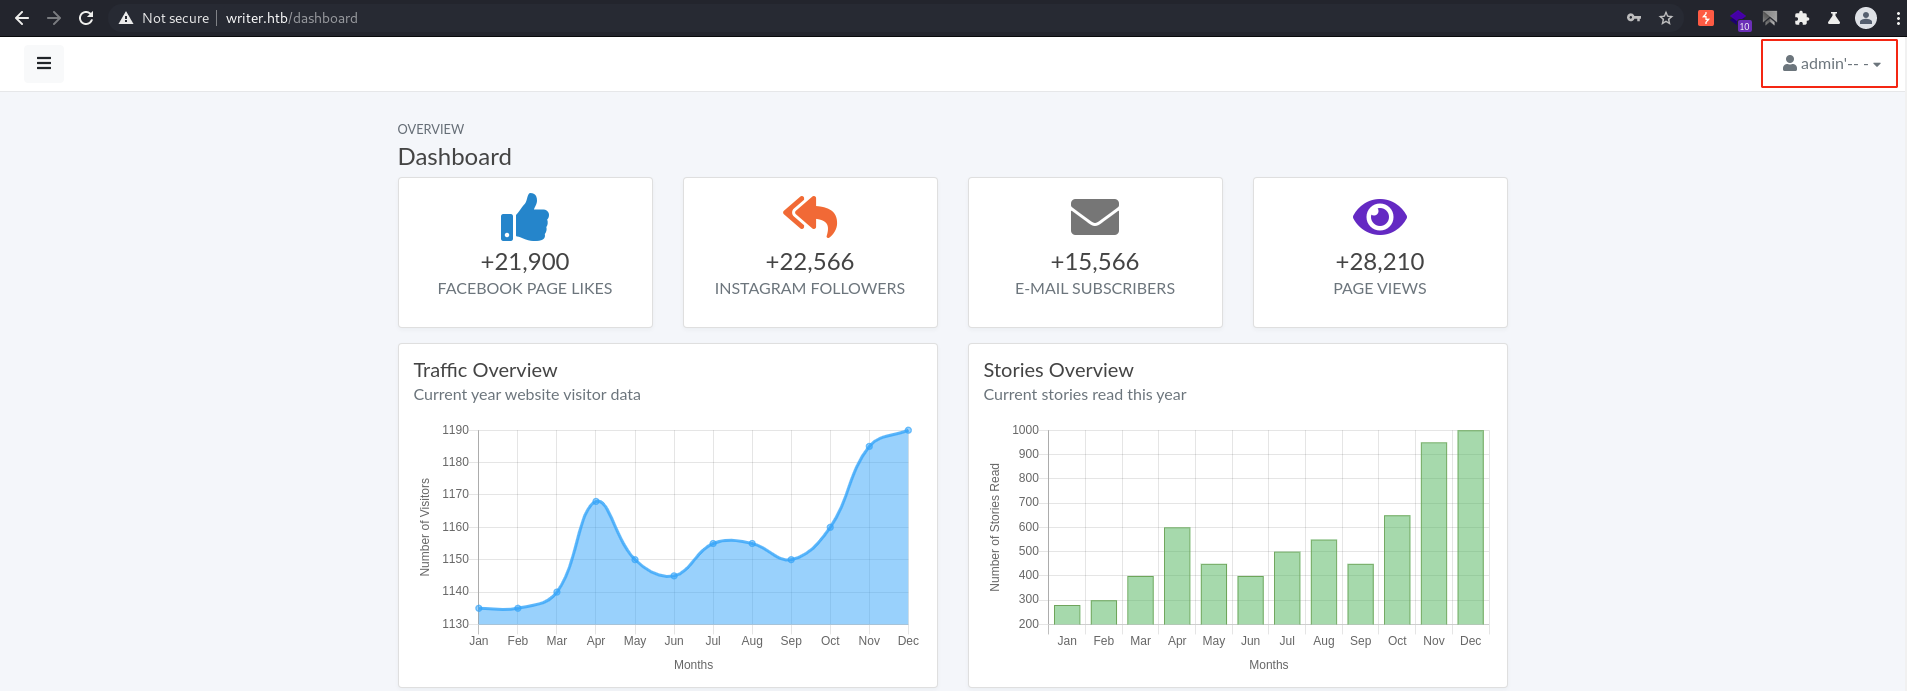 Not secure writer.htb/dashboard
10
admin'-- -
OVERVIEW
Dashboard
+21,900
FACEBOOK PAGE LIKES
+22,566
INSTAGRAM FOLLOWERS
+15,566
E-MAIL SUBSCRIBERS
+28,210
PAGE VIEWS
Traffic Overview
Current year website visitor data
1190
1180
1170
1160
1150
1140
1130
Number of Visitors
Jan Feb Mar Apr May Jun Jul Aug Sep Oct Nov Dec
Months
Stories Overview
Current stories read this year
1000
900
800
700
600
500
400
300
200
Number of Stories Read
Jan Feb Mar Apr May Jun Jul Aug Sep Oct Nov Dec
Months